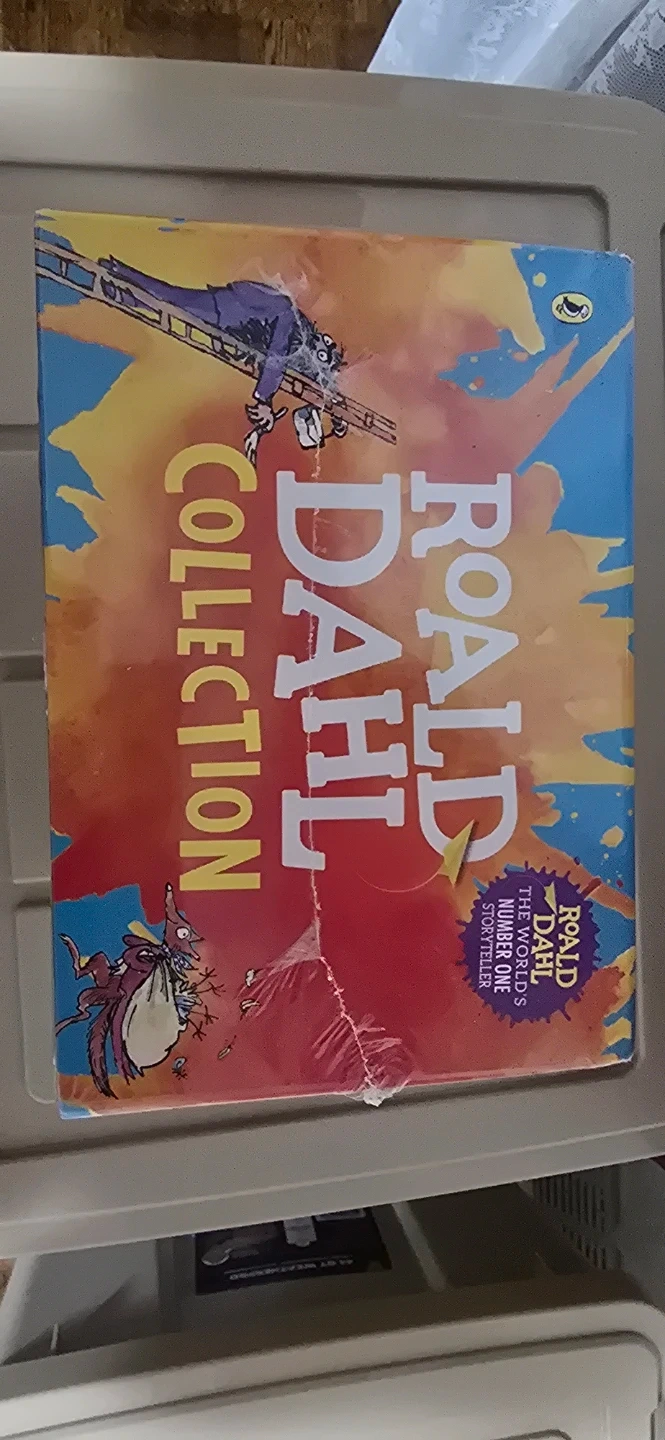 ROALD
DAHL
COLLECTION
ROALD
DAHL
THE WORLD'S
NUMBER ONE
STORYTELLER